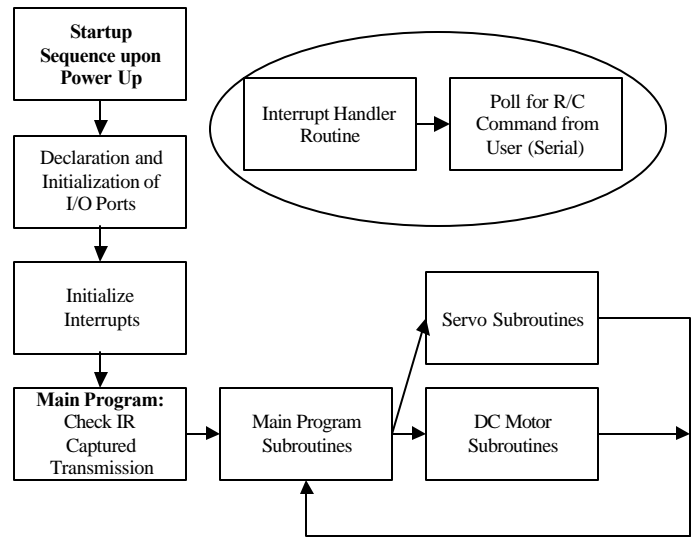 Startup
Sequence upon
Power Up
Interrupt Handler
Routine
Poll for R/C
Command from
User (Serial)
Declaration and
Initialization of
I/O Ports
Initialize
Interrupts
Servo Subroutines
Main Program:
Check IR
Captured
Transmission
Main Program
Subroutines
DC Motor
Subroutines